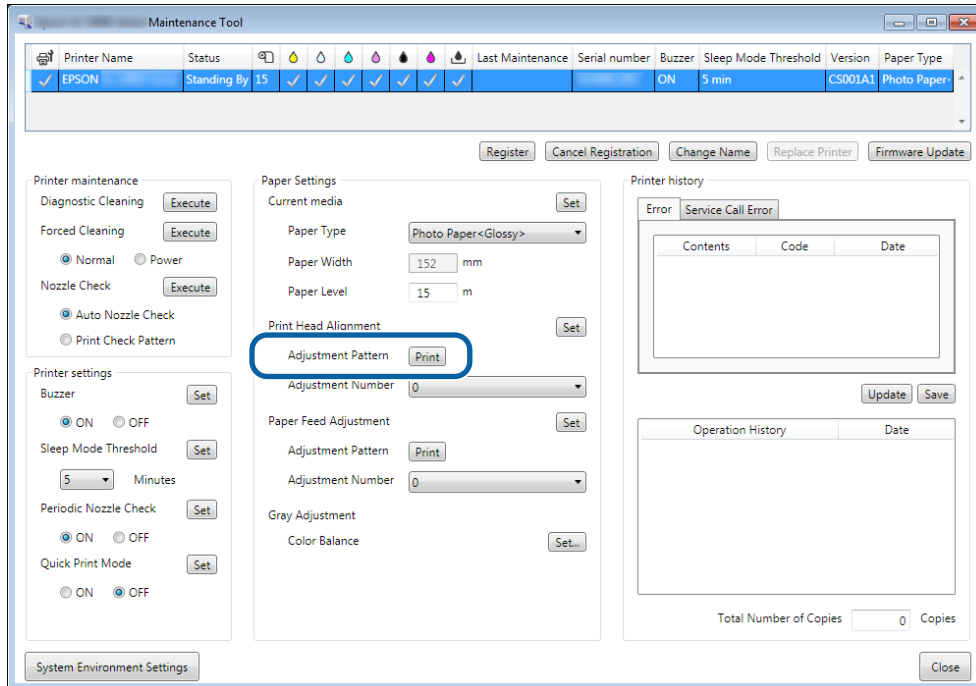 Maintenance Tool
Printer Name Status Last Maintenance Serial number Buzzer Sleep Mode Threshold Version Paper Type
EPSON Standing By 15 ON 5 min CS001A1 Photo Paper
Register Cancel Registration Change Name Replace Printer Firmware Update
Printer maintenance
Diagnostic Cleaning Execute
Forced Cleaning Execute
Normal Power
Nozzle Check Execute
Auto Nozzle Check
Print Check Pattern
Printer settings
Buzzer Set
ON OFF
Sleep Mode Threshold Set
5 Minutes
Periodic Nozzle Check Set
ON OFF
Quick Print Mode Set
ON OFF
Paper Settings
Current media Set
Paper Type Photo Paper<Glossy>
Paper Width 152 mm
Paper Level 15 m
Print Head Alignment Set
Adjustment Pattern Print
Adjustment Number 0
Paper Feed Adjustment Set
Adjustment Pattern Print
Adjustment Number 0
Gray Adjustment
Color Balance Set...
Printer history
Error Service Call Error
Contents Code Date
Update Save
Operation History Date
Total Number of Copies 0 Copies
System Environment Settings Close